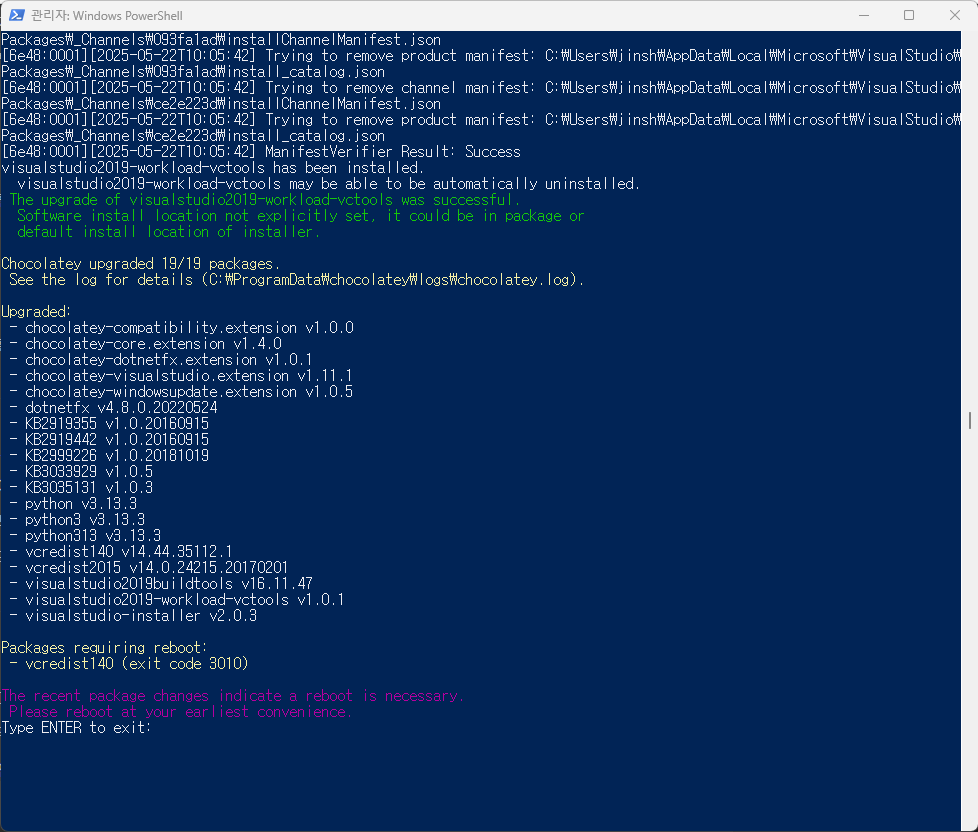 관리자: Windows PowerShell
Packages₩_Channels₩093fa1ad₩installChannelManifest.json
[6e48:0001][2025-05-22T10:05:42] Trying to remove product manifest: C:₩Users₩jinsh₩AppData₩Local₩Microsoft₩VisualStudio₩
Packages₩_Channels₩093fa1ad₩install_catalog.json
[6e48:0001][2025-05-22T10:05:42] Trying to remove channel manifest: C:₩Users₩jinsh₩AppData₩Local₩Microsoft₩VisualStudio₩
Packages₩_Channels₩ce2e223d₩installChannelManifest.json
[6e48:0001][2025-05-22T10:05:42] Trying to remove product manifest: C:₩Users₩jinsh₩AppData₩Local₩Microsoft₩VisualStudio₩
Packages₩_Channels₩ce2e223d₩install_catalog.json
[6e48:0001][2025-05-22T10:05:42] ManifestVerifier Result: Success
visualstudio2019-workload-vctools has been installed.
  visualstudio2019-workload-vctools may be able to be automatically uninstalled.
 The upgrade of visualstudio2019-workload-vctools was successful.
  Software install location not explicitly set, it could be in package or
  default install location of installer.

Chocolatey upgraded 19/19 packages.
 See the log for details (C:₩ProgramData₩chocolatey₩logs₩chocolatey.log).

Upgraded:
 - chocolatey-compatibility.extension v1.0.0
 - chocolatey-core.extension v1.4.0
 - chocolatey-dotnetfx.extension v1.0.1
 - chocolatey-visualstudio.extension v1.11.1
 - chocolatey-windowsupdate.extension v1.0.5
 - dotnetfx v4.8.0.20220524
 - KB2919355 v1.0.20160915
 - KB2919442 v1.0.20160915
 - KB2999226 v1.0.20181019
 - KB3033929 v1.0.5
 - KB3035131 v1.0.3
 - python v3.13.3
 - python3 v3.13.3
 - python313 v3.13.3
 - vcredist140 v14.44.35112.1
 - vcredist2015 v14.0.24215.20170201
 - visualstudio2019buildtools v16.11.47
 - visualstudio2019-workload-vctools v1.0.1
 - visualstudio-installer v2.0.3

Packages requiring reboot:
 - vcredist140 (exit code 3010)

The recent package changes indicate a reboot is necessary.
 Please reboot at your earliest convenience.
Type ENTER to exit: